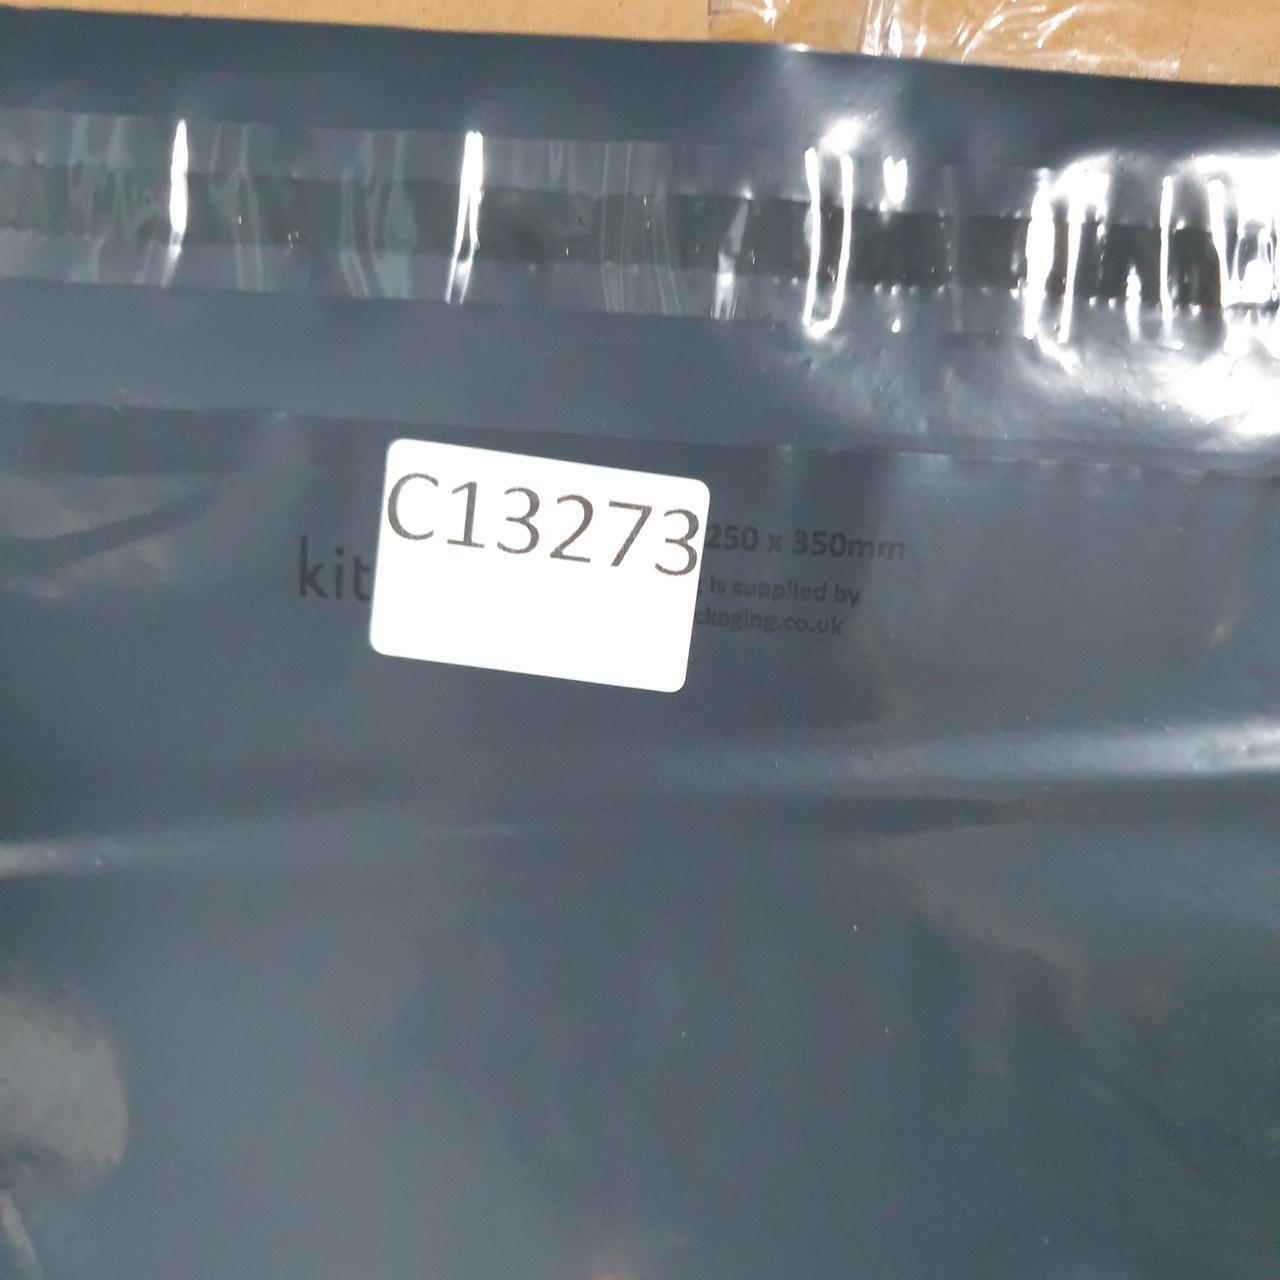 C13273
250 x 350mm
kit
is supplied by
ckaging.co.uk